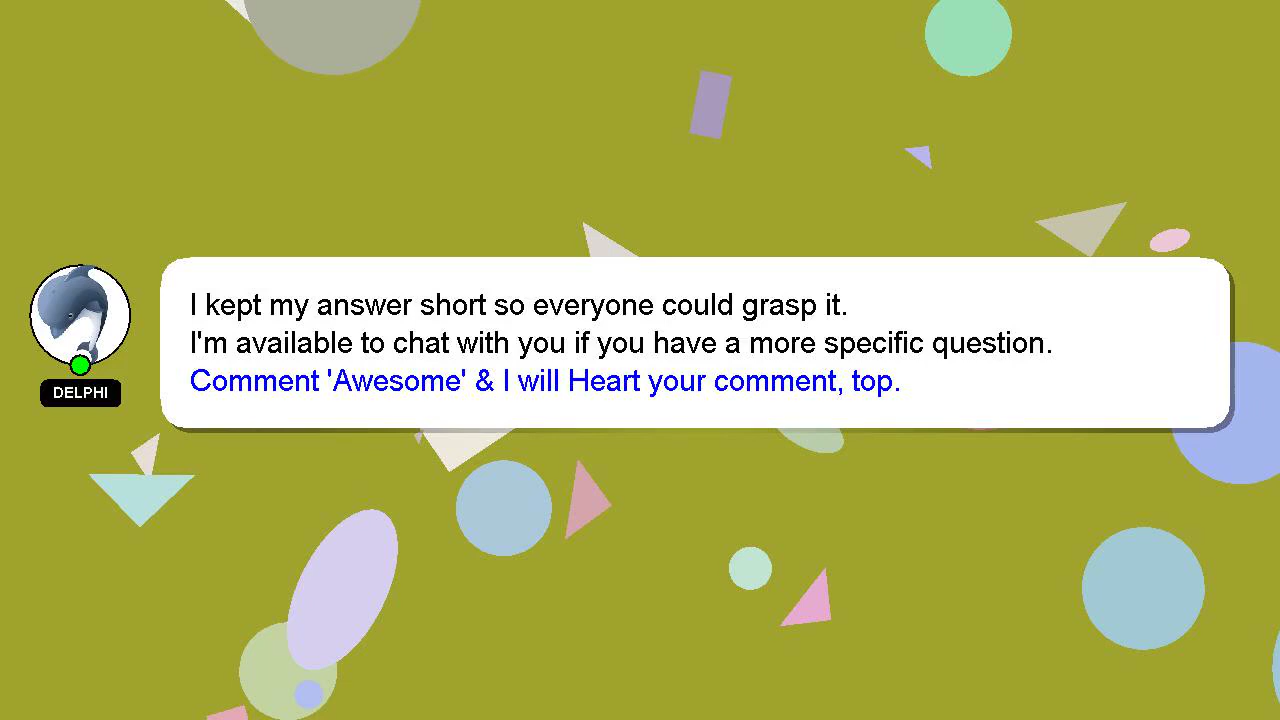 I kept my answer short so everyone could grasp it.
I'm available to chat with you if you have a more specific question.
Comment 'Awesome' & I will Heart your comment, top.
DELPHI